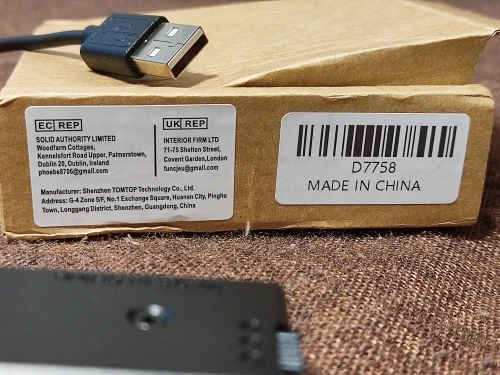 EC REP
SOLID AUTHORITY LIMITED
Woodfarm Cottages,
Kennelsfort Road Upper, Palmerstown,
Dublin 20, Dublin, Ireland
phoebe6706@gmail.com
UK REP
INTERIOR FIRM LTD
71-75 Shelton Street,
Covent Garden,London
funcjeu@gmail.com
Manufacturer: Shenzhen TOMTOP Technology Co., Ltd.
Address: G-4 Zone 5/F, No.1 Exchange Square, Huanan City, Pinghu
Town, Longgang District, Shenzhen, Guangdong, China
D7758
MADE IN CHINA